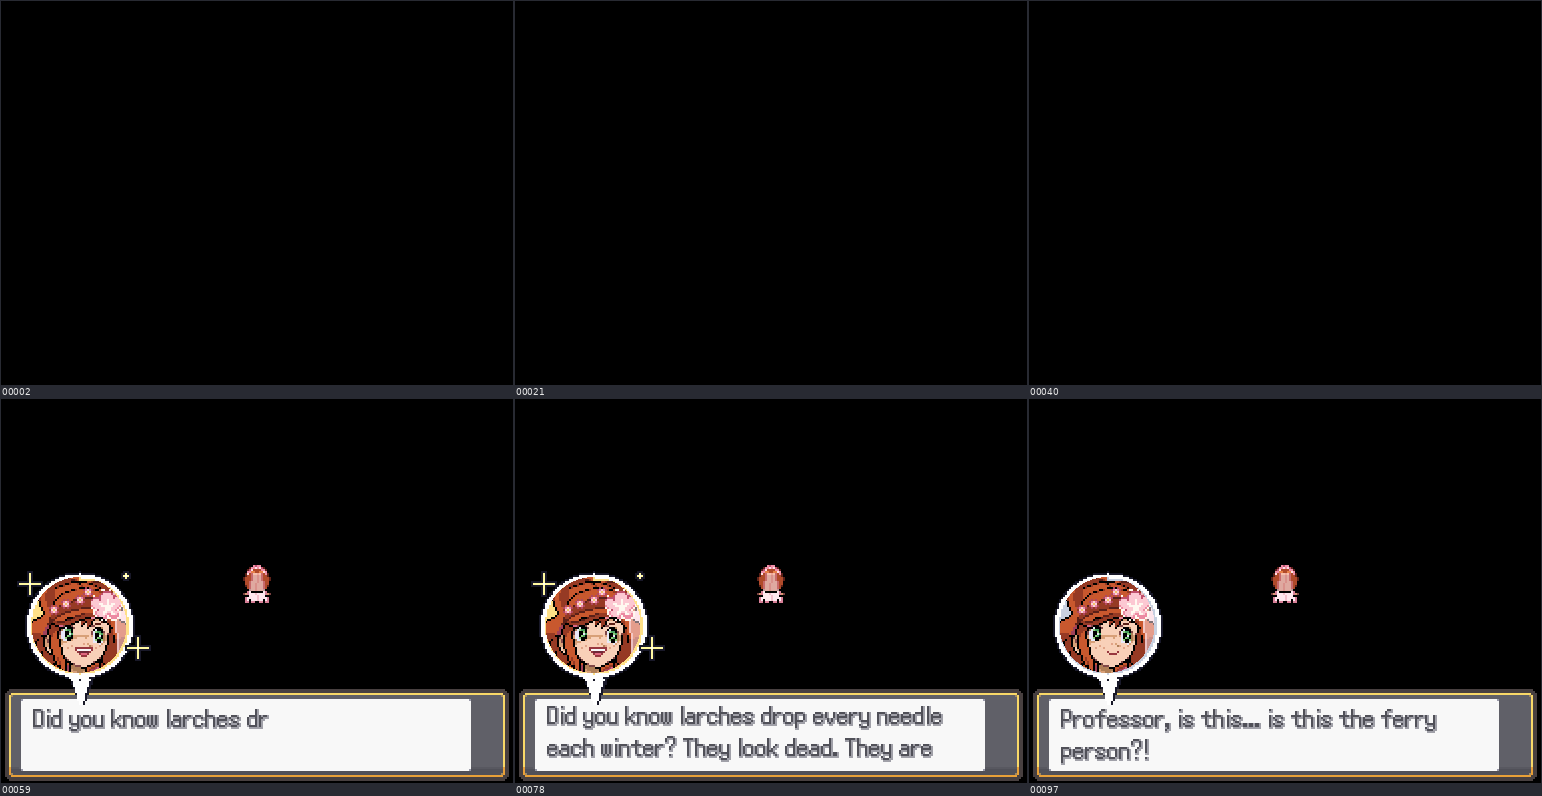 00002
00021
00040
Did you know larches dr
00059
Did you know larches drop every needle
each winter? They look dead. They are
00078
Professor, is this... is this the ferry
person?!
00097